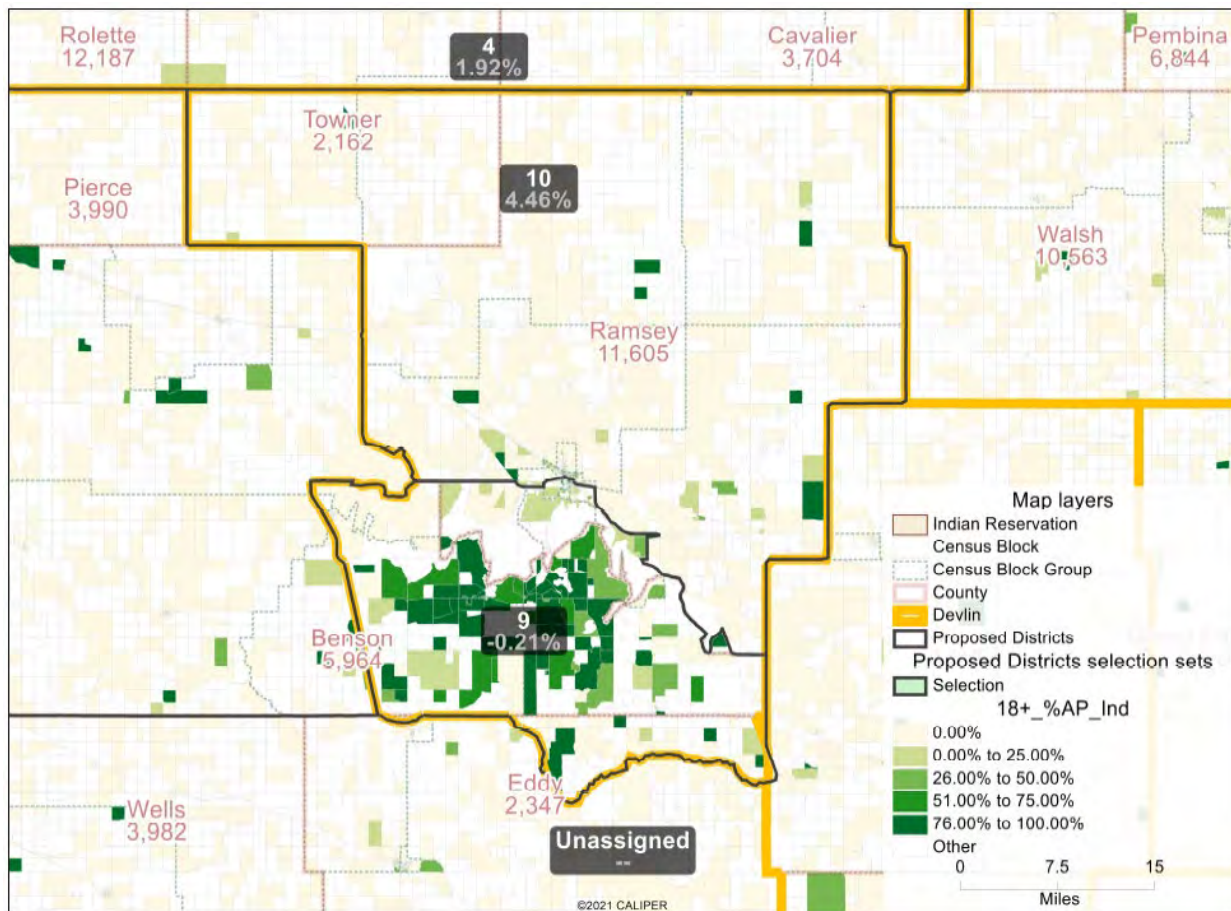 Rolette
12,187
4
1.92%
Cavalier
3,704
Pembina
6,844
Towner
2,162
10
4.46%
Pierce
3,990
Walsh
10,563
Ramsey
11,605
9
-0.21%
Benson
5,964
Eddy
2,347
Wells
3,982
Unassigned
--
Map layers
Indian Reservation
Census Block
Census Block Group
County
Devlin
Proposed Districts
Proposed Districts selection sets
Selection
18+_%AP_Ind
0.00%
0.00% to 25.00%
26.00% to 50.00%
51.00% to 75.00%
76.00% to 100.00%
Other
0 7.5 15
Miles
©2021 CALIPER